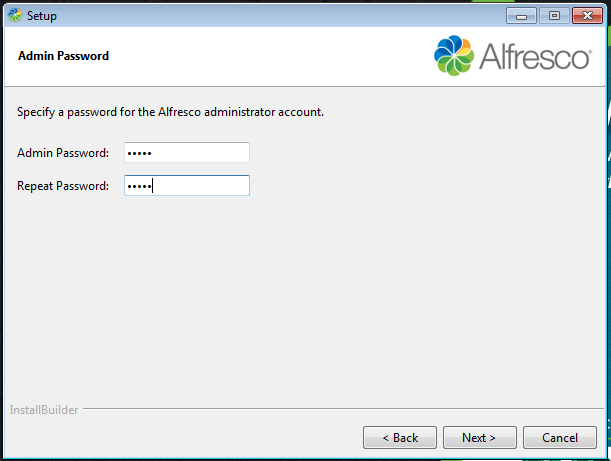 Setup
Admin Password
Alfresco
Specify a password for the Alfresco administrator account.
Admin Password: •••••
Repeat Password: •••••
InstallBuilder
< Back Next > Cancel